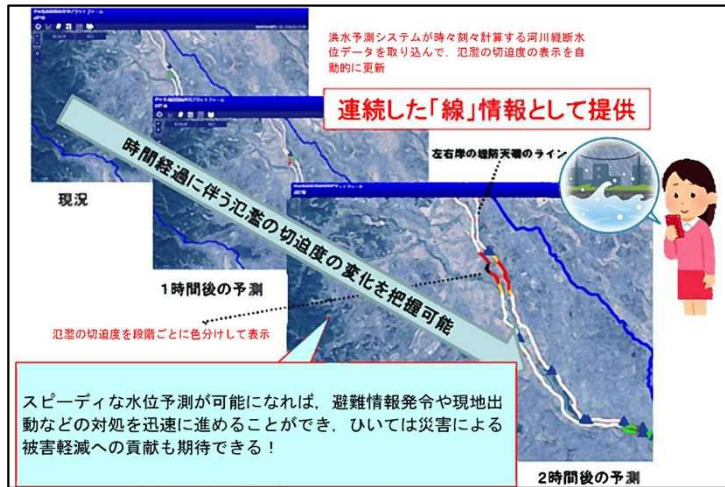 洪水予測システムが時々刻々計算する河川縦断水
位データを取り込んで，氾濫の切迫度の表示を自
動的に更新
連続した「線」情報として提供
左右岸の堤防天端のライン
時間経過に伴う氾濫の切迫度の変化を把握可能
現況
1時間後の予測
氾濫の切迫度を段階ごとに色分けして表示
スピーディな水位予測が可能になれば，避難情報発令や現地出
動などの対処を迅速に進めることができ，ひいては災害による
被害軽減への貢献も期待できる！
2時間後の予測